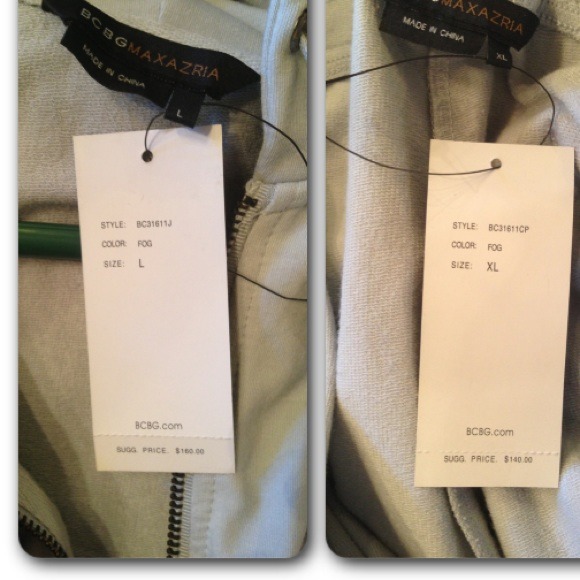 BCBGMAXAZRIA
MADE IN CHINA
L
STYLE: BC31611J
COLOR: FOG
SIZE: L
BCBG.com
SUGG. PRICE. $160.00
MAXAZRIA
MADE IN CHINA
XL
STYLE: BC31611CP
COLOR: FOG
SIZE: XL
BCBG.com
SUGG. PRICE. $140.00